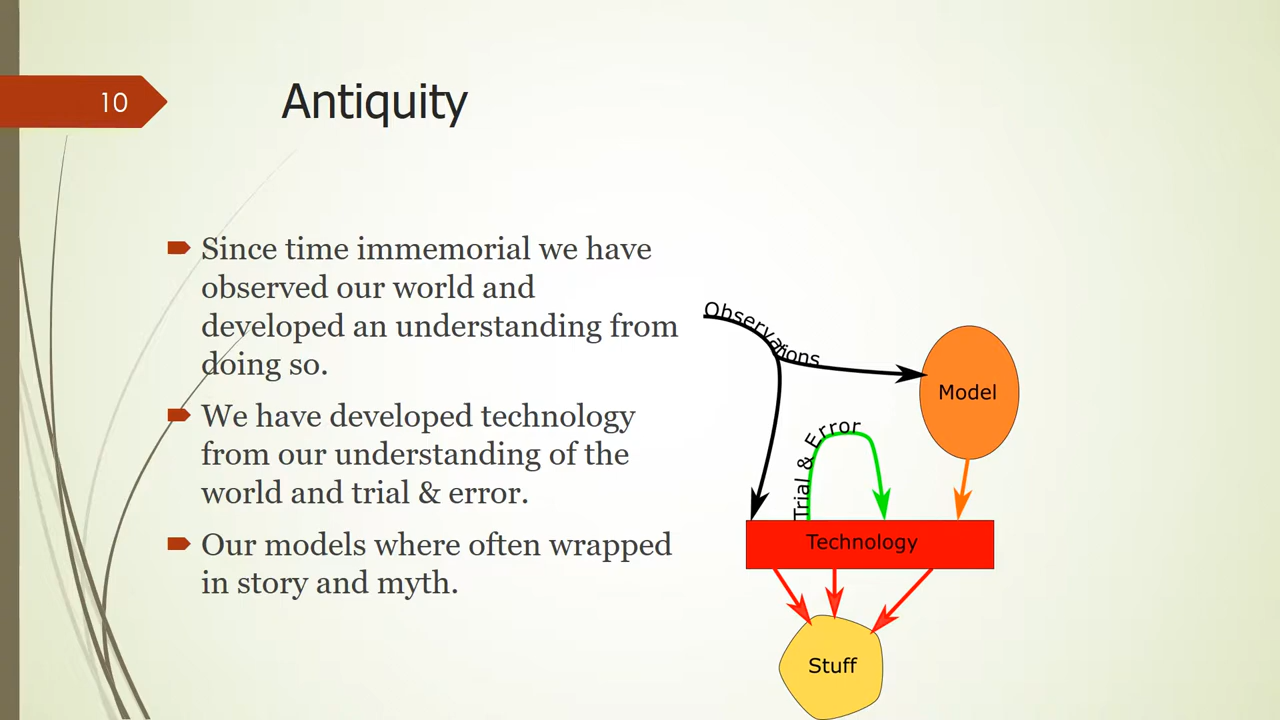 10
Antiquity
Since time immemorial we have
observed our world and
developed an understanding from
doing so.
We have developed technology
from our understanding of the
world and trial & error.
Our models where often wrapped
in story and myth.
Observations
Model
Trial & Error
Technology
Stuff